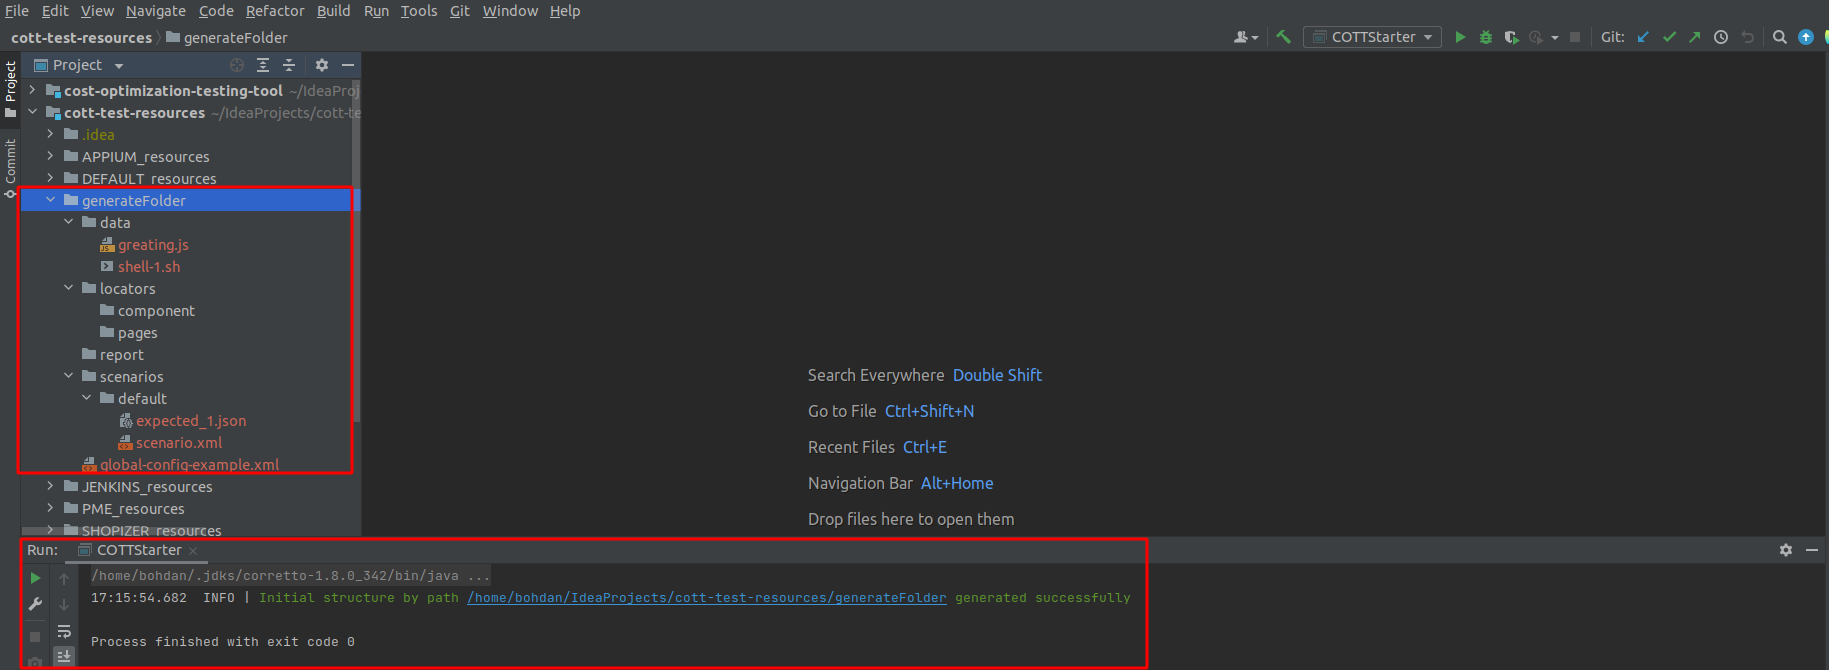 File Edit View Navigate Code Refactor Build Run Tools Git Window Help
cott-test-resources generateFolder COTTStarter Git:
Project
Project
Commit
cost-optimization-testing-tool ~/IdeaProj
cott-test-resources ~/IdeaProjects/cott-te
.idea
APPIUM_resources
DEFAULT_resources
generateFolder
data
greating.js
shell-1.sh
locators
component
pages
report
scenarios
default
expected_1.json
scenario.xml
global-config-example.xml
JENKINS_resources
PME_resources
SHOPIZER_resources
Search Everywhere Double Shift
Go to File Ctrl+Shift+N
Recent Files Ctrl+E
Navigation Bar Alt+Home
Drop files here to open them
Run: COTTStarter
/home/bohdan/.jdks/corretto-1.8.0_342/bin/java ...
17:15:54.682 INFO | Initial structure by path /home/bohdan/IdeaProjects/cott-test-resources/generateFolder generated successfully
Process finished with exit code 0